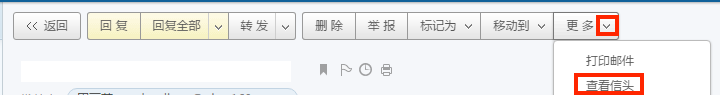 << 返回 回复 回复全部 转发 删除 举报 标记为 移动到 更多
打印邮件
查看信头